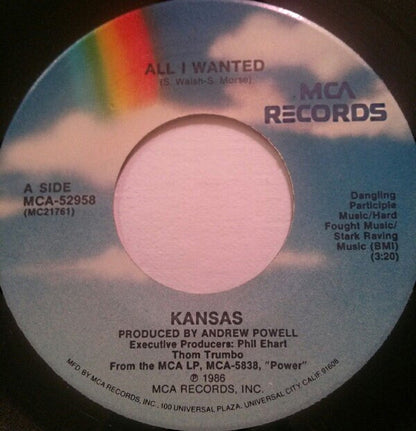 ALL I WANTED
(S. Walsh-S. Morse)
MCA
RECORDS
A SIDE
MCA-52958
(MC21761)
Dangling
Participle
Music/Hard
Fought Music/
Stark Raving
Music (BMI)
(3:20)
KANSAS
PRODUCED BY ANDREW POWELL
Executive Producers: Phil Ehart
Thom Trumbo
From the MCA LP, MCA-5838, "Power"
℗ 1986
MCA RECORDS, INC.
MFD BY MCA RECORDS, INC., 100 UNIVERSAL PLAZA, UNIVERSAL CITY, CALIF. 91608